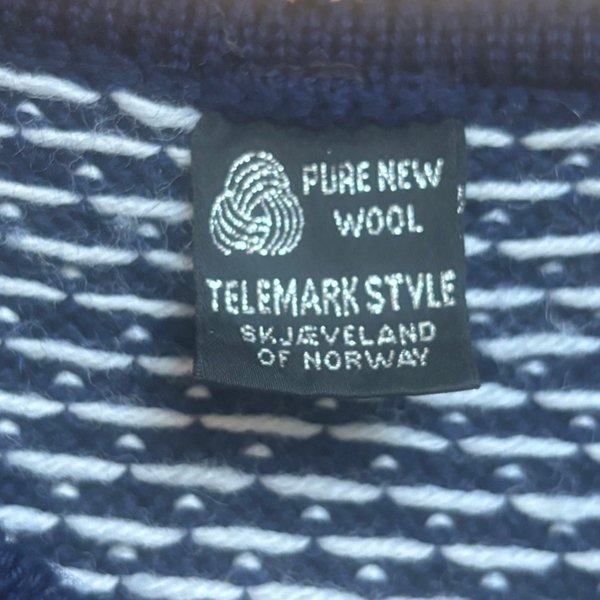 PURE NEW
WOOL
TELEMARK STYLE
SKJÆVELAND
OF NORWAY